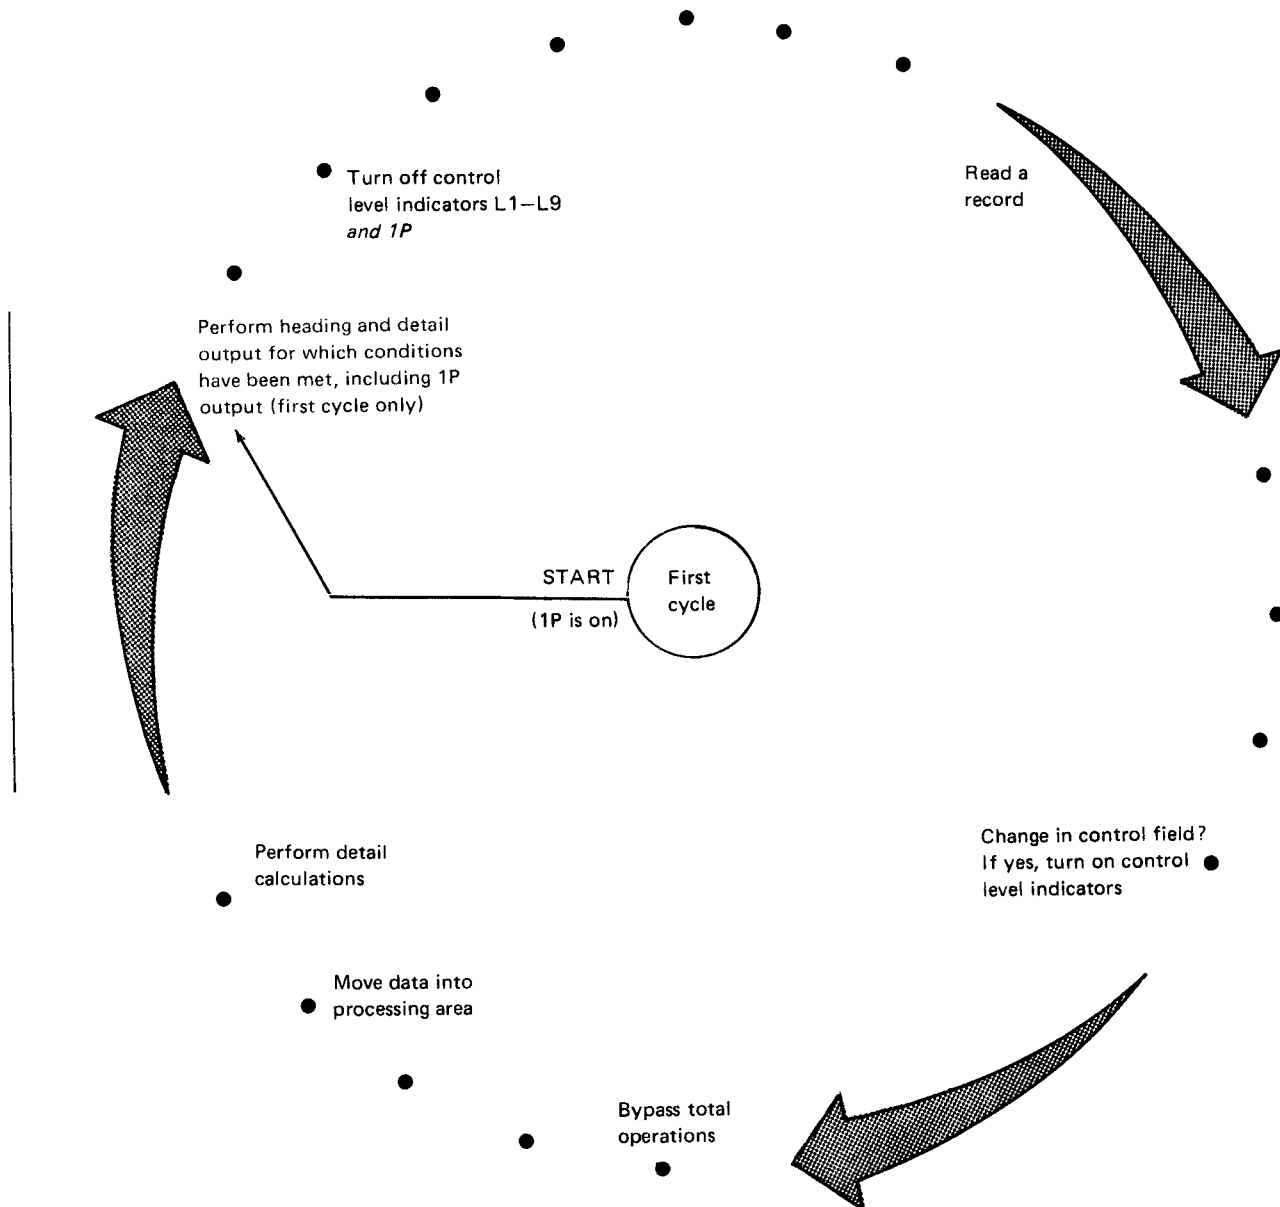 Turn off control
level indicators L1—L9
and 1P
Read a
record
Perform heading and detail
output for which conditions
have been met, including 1P
output (first cycle only)
START
(1P is on)
First
cycle
Change in control field?
If yes, turn on control
level indicators
Perform detail
calculations
Move data into
processing area
Bypass total
operations